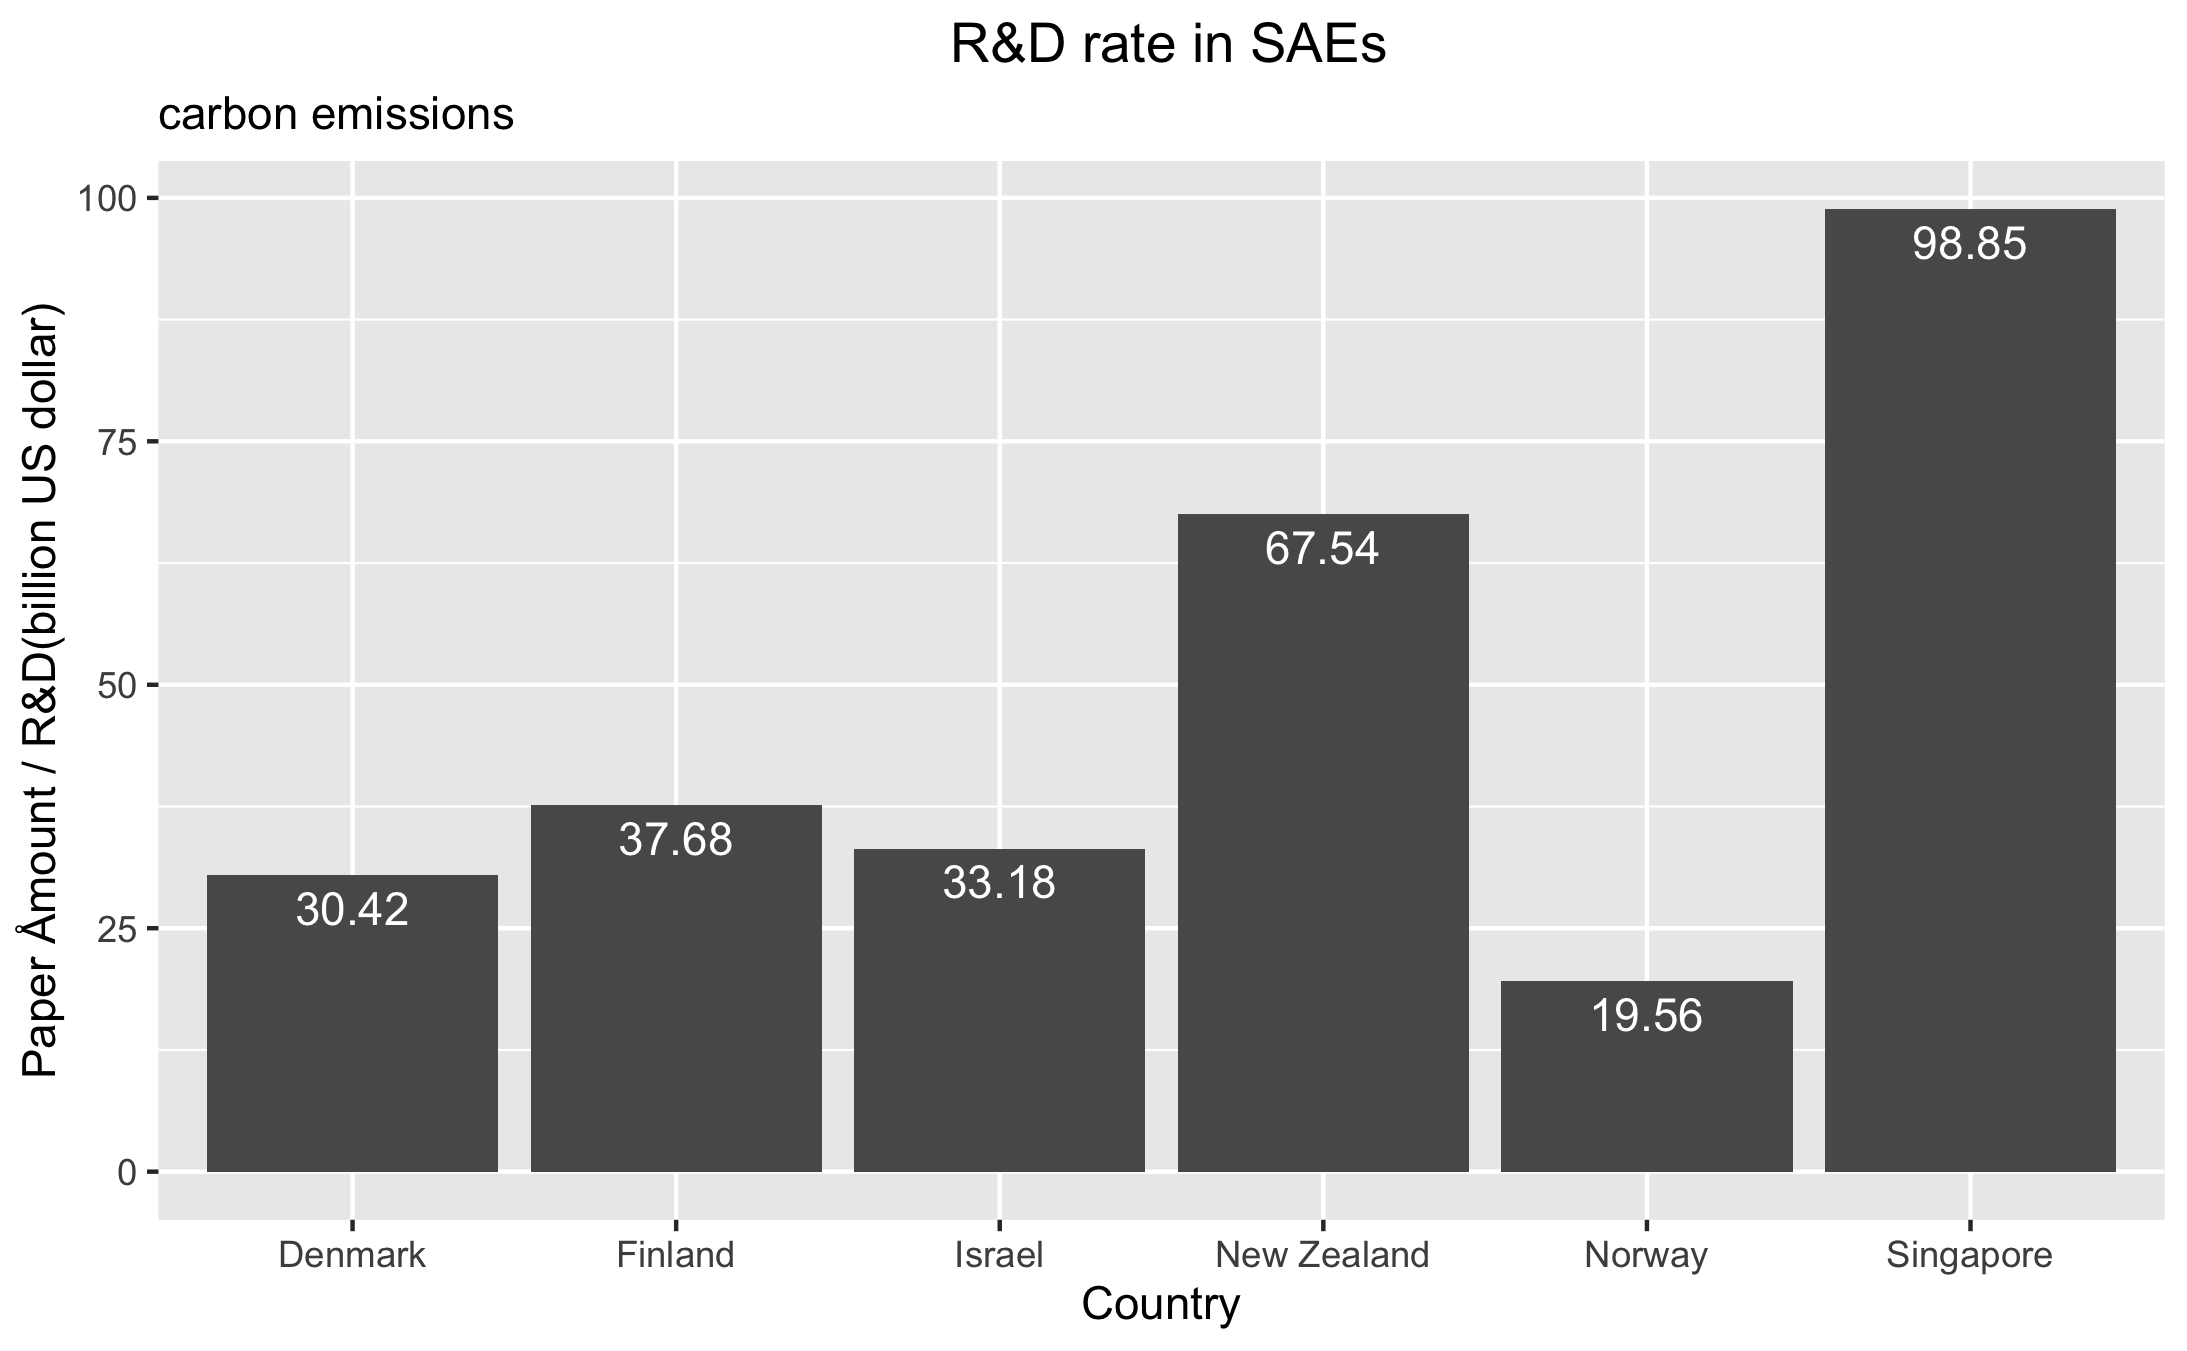 R&D rate in SAEs
carbon emissions
Paper Åmount / R&D(billion US dollar)
100
75
50
25
0
30.42
37.68
33.18
67.54
19.56
98.85
Denmark
Finland
Israel
New Zealand
Norway
Singapore
Country